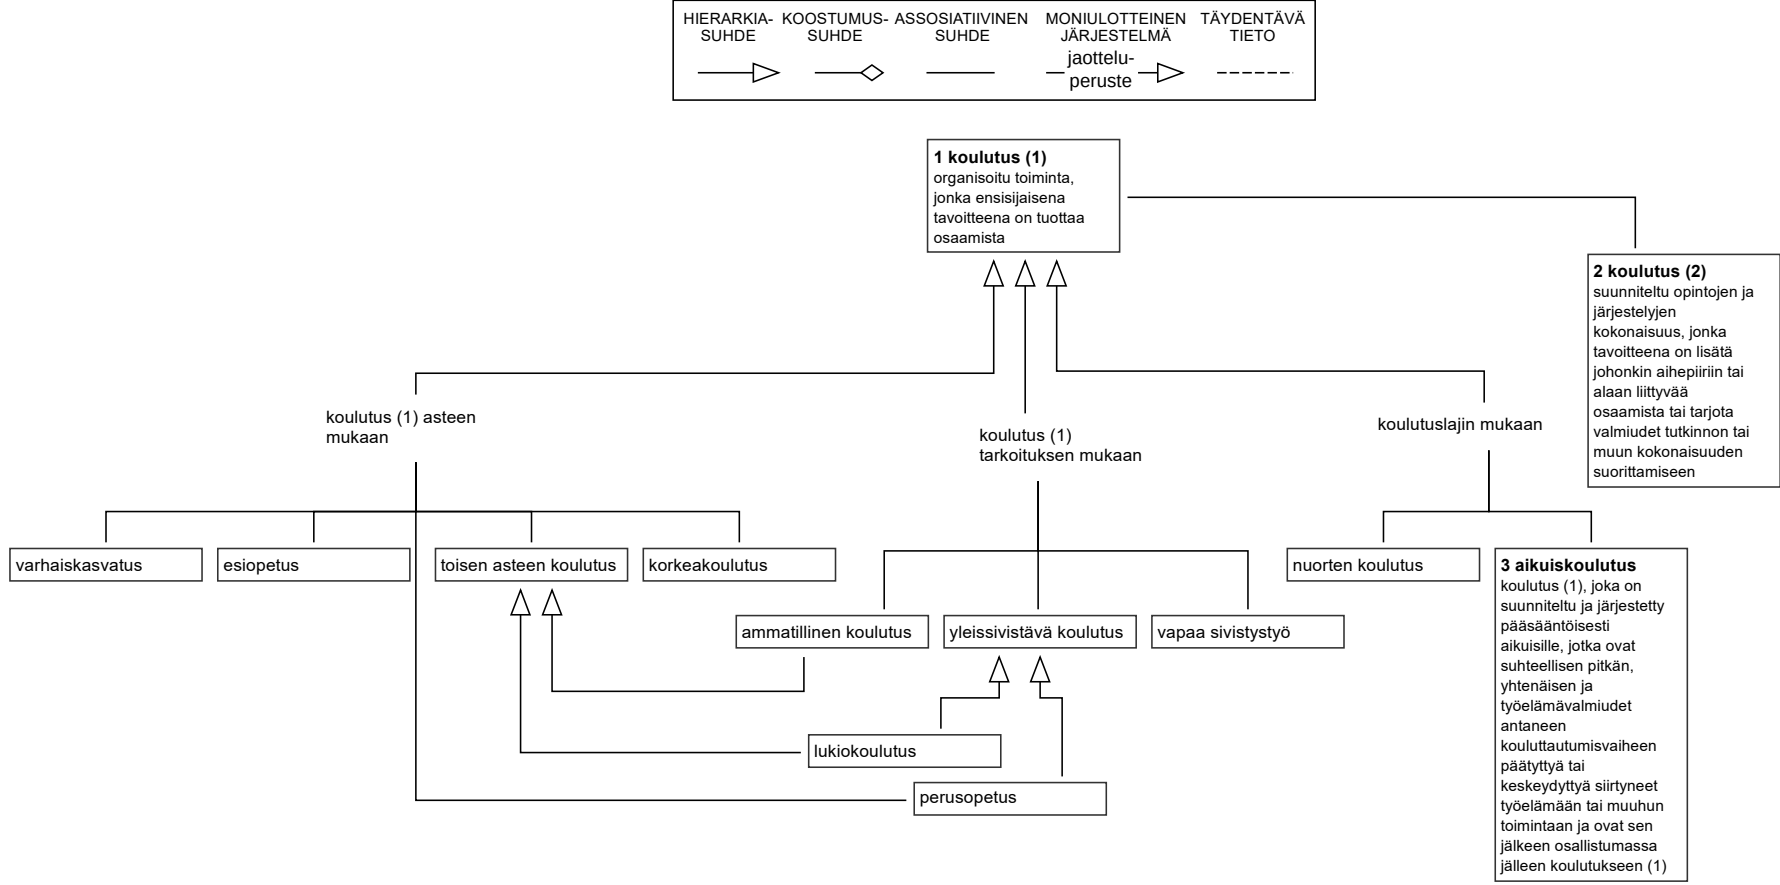 HIERARKIA-
SUHDE
KOOSTUMUS-
SUHDE
ASSOSIATIIVINEN
SUHDE
MONIULOTTEINEN
JÄRJESTELMÄ
TÄYDENTÄVÄ
TIETO
jaottelu-
peruste
1 koulutus (1)
organisoitu toiminta,
jonka ensisijaisena
tavoitteena on tuottaa
osaamista
2 koulutus (2)
suunniteltu opintojen ja
järjestelyjen
kokonaisuus, jonka
tavoitteena on lisätä
johonkin aihepiiriin tai
alaan liittyvää
osaamista tai tarjota
valmiudet tutkinnon tai
muun kokonaisuuden
suorittamiseen
koulutus (1) asteen
mukaan
koulutus (1)
tarkoituksen mukaan
koulutuslajin mukaan
varhaiskasvatus
esiopetus
toisen asteen koulutus
korkeakoulutus
ammatillinen koulutus
yleissivistävä koulutus
vapaa sivistystyö
lukiokoulutus
perusopetus
nuorten koulutus
3 aikuiskoulutus
koulutus (1), joka on
suunniteltu ja järjestetty
pääsääntöisesti
aikuisille, jotka ovat
suhteellisen pitkän,
yhtenäisen ja
työelämävalmiudet
antaneen
kouluttautumisvaiheen
päätyttyä tai
keskeydyttyä siirtyneet
työelämään tai muuhun
toimintaan ja ovat sen
jälkeen osallistumassa
jälleen koulutukseen (1)